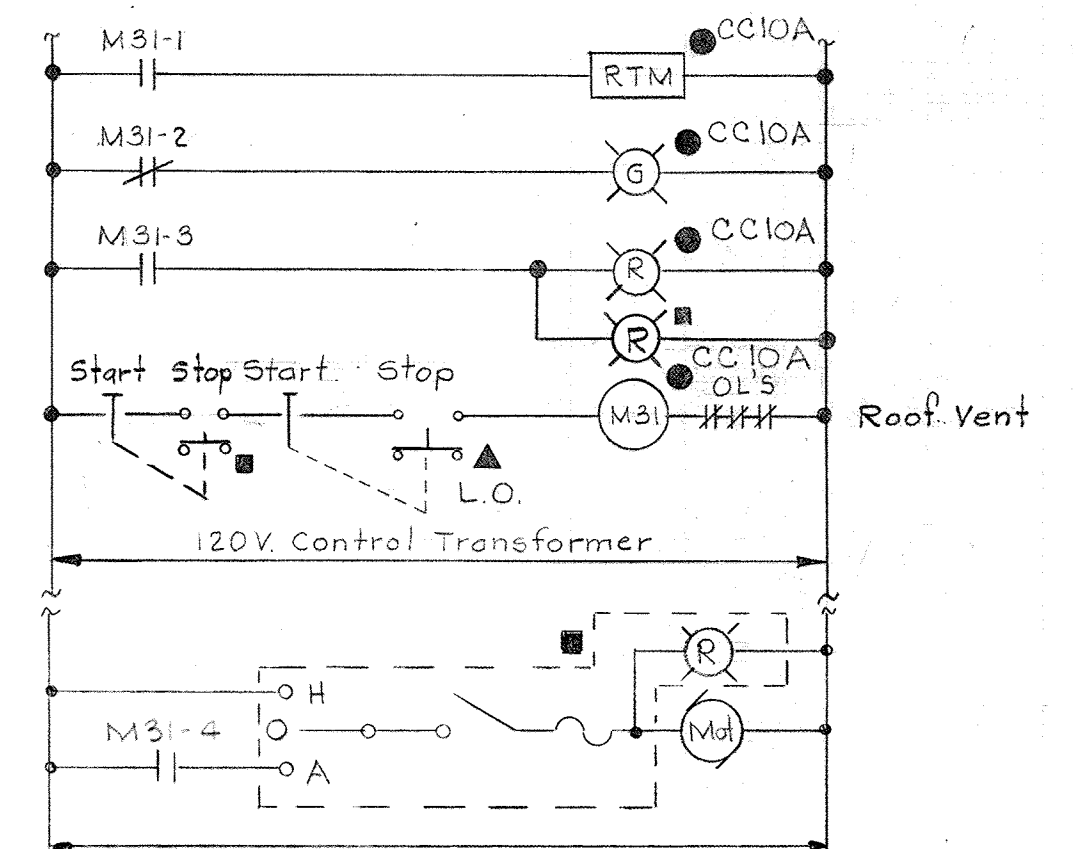 M31-1
CC10A
RTM
M31-2
CC10A
G
M31-3
CC10A
R
R
CC10A
Start Stop Start Stop
OL'S
M31
Roof Vent
L.O.
120V. Control Transformer
R
H
M31-4
O
Mot
A